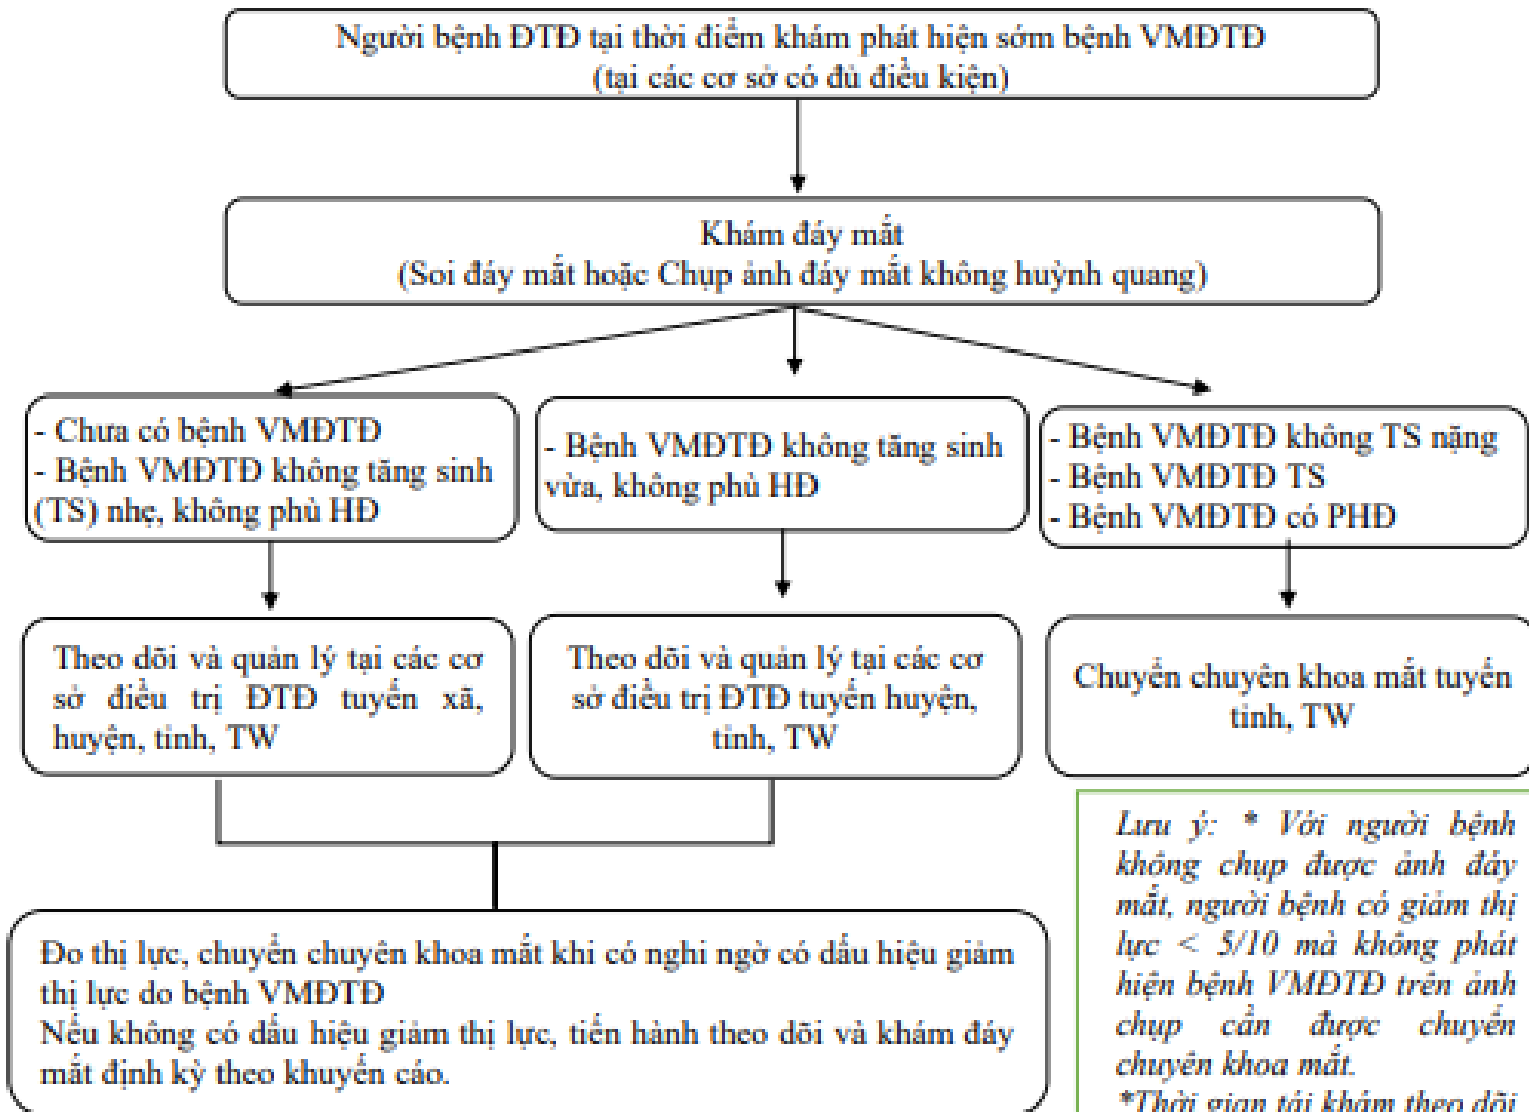 Người bệnh ĐTĐ tại thời điểm khám phát hiện sớm bệnh VMĐTĐ
(tại các cơ sở có đủ điều kiện)
Khám đáy mắt
(Soi đáy mắt hoặc Chụp ảnh đáy mắt không huỳnh quang)
- Chưa có bệnh VMĐTĐ
- Bệnh VMĐTĐ không tăng sinh
(TS) nhẹ, không phù HĐ
- Bệnh VMĐTĐ không tăng sinh
vừa, không phù HĐ
- Bệnh VMĐTĐ không TS nặng
- Bệnh VMĐTĐ TS
- Bệnh VMĐTĐ có PHĐ
Theo dõi và quản lý tại các cơ
sở điều trị ĐTĐ tuyến xã,
huyện, tỉnh, TW
Theo dõi và quản lý tại các cơ
sở điều trị ĐTĐ tuyến huyện,
tỉnh, TW
Chuyển chuyên khoa mắt tuyến
tỉnh, TW
Đo thị lực, chuyển chuyên khoa mắt khi có nghi ngờ có dấu hiệu giảm
thị lực do bệnh VMĐTĐ
Nếu không có dấu hiệu giảm thị lực, tiến hành theo dõi và khám đáy
mắt định kỳ theo khuyến cáo.
Lưu ý: * Với người bệnh
không chụp được ảnh đáy
mắt, người bệnh có giảm thị
lực < 5/10 mà không phát
hiện bệnh VMĐTĐ trên ảnh
chụp cần được chuyển
chuyên khoa mắt.
*Thời gian tái khám theo dõi